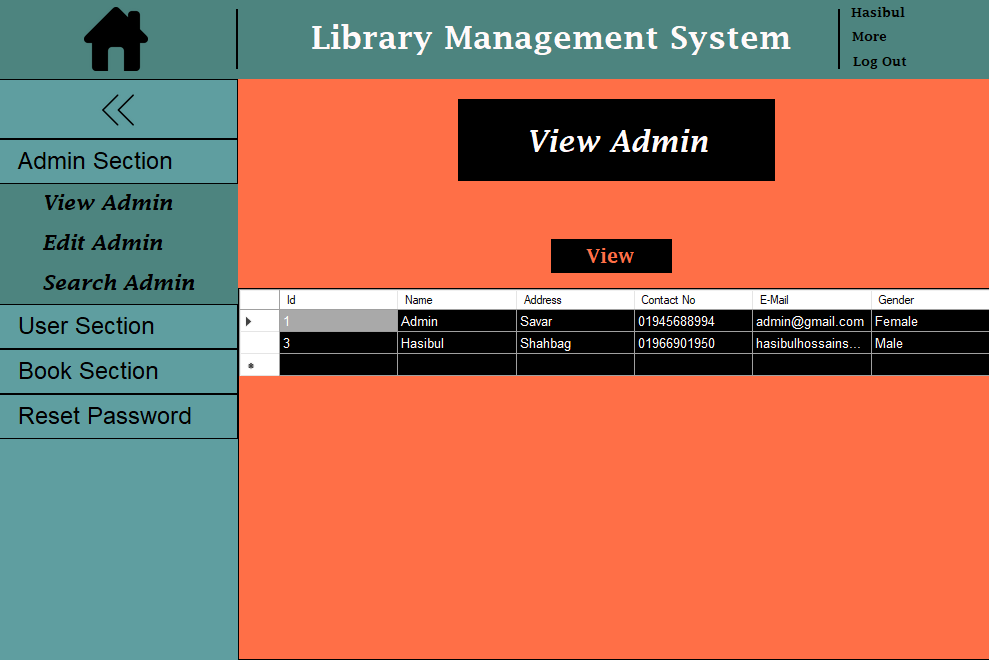 Library Management System
Hasibul
More
Log Out
Admin Section
View Admin
Edit Admin
Search Admin
User Section
Book Section
Reset Password
View Admin
View
Id Name Address Contact No E-Mail Gender
1 Admin Savar 01945688994 admin@gmail.com Female
3 Hasibul Shahbag 01966901950 hasibulhossains... Male